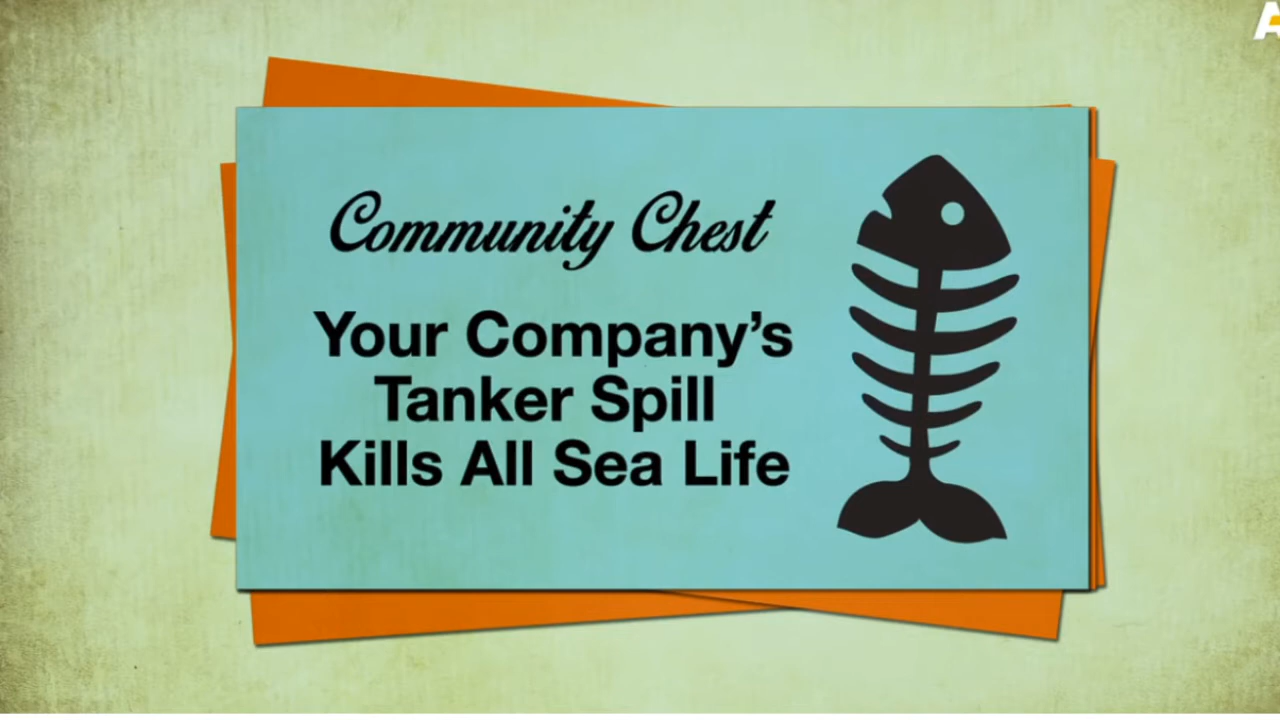 Community Chest
Your Company’s
Tanker Spill
Kills All Sea Life